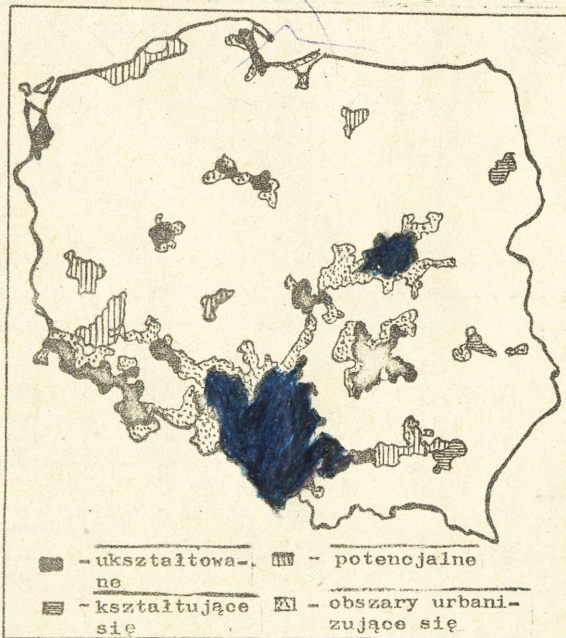 - ukształtowa-
ne
- potencjalne
- kształtujące
się
- obszary urbani-
zujące się